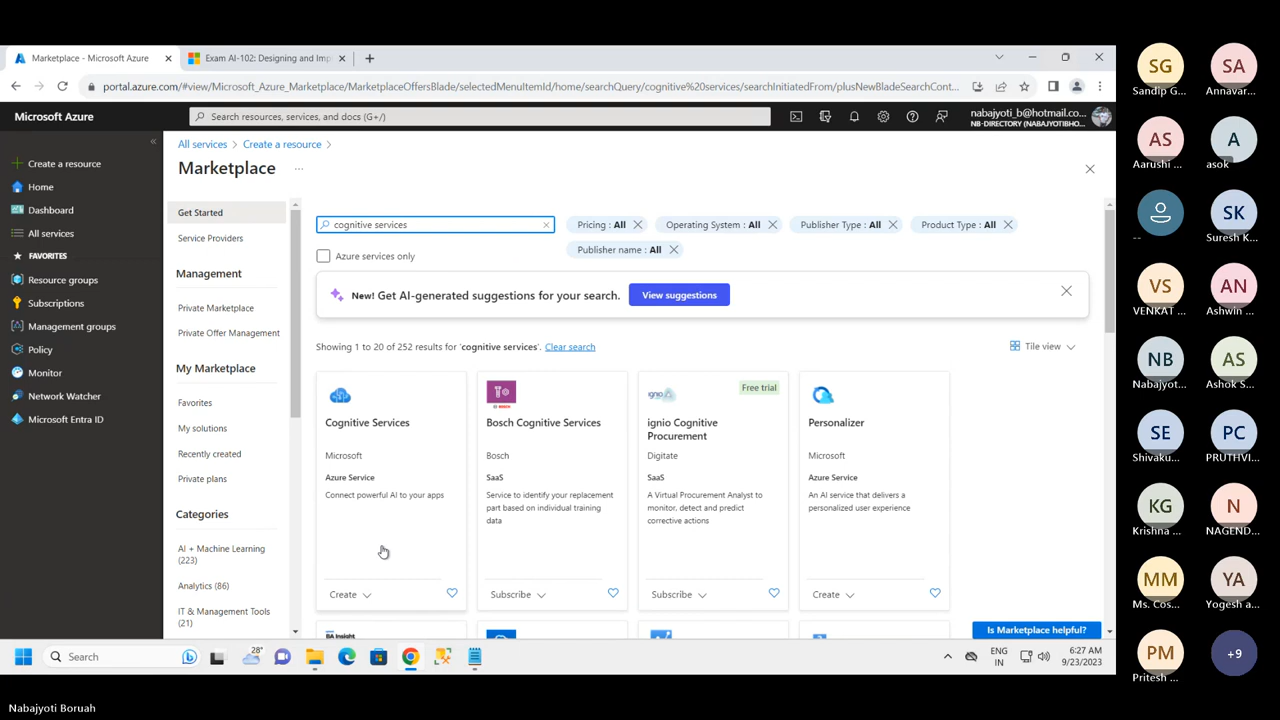 Marketplace - Microsoft Azure
Exam AI-102: Designing and Imp
portal.azure.com/#view/Microsoft_Azure_Marketplace/MarketplaceOffersBlade/selectedMenuItemId/home/searchQuery/cognitive%20services/searchInitiatedFrom/plusNewBladeSearchCont...
Microsoft Azure
Search resources, services, and docs (G+/)
nabajyoti_b@hotmail.co...
NB-DIRECTORY (NABAJYOTIBHO...
Create a resource
Home
Dashboard
All services
FAVORITES
Resource groups
Subscriptions
Management groups
Policy
Monitor
Network Watcher
Microsoft Entra ID
All services > Create a resource >
Marketplace ...
Get Started
Service Providers
Management
Private Marketplace
Private Offer Management
My Marketplace
Favorites
My solutions
Recently created
Private plans
Categories
AI + Machine Learning
(223)
Analytics (86)
IT & Management Tools
(21)
cognitive services
Pricing : All
Operating System : All
Publisher Type : All
Product Type : All
Azure services only
Publisher name : All
New! Get AI-generated suggestions for your search.
View suggestions
Showing 1 to 20 of 252 results for 'cognitive services'. Clear search
Tile view
Cognitive Services
Microsoft
Azure Service
Connect powerful AI to your apps
Create
BOSCH
Bosch Cognitive Services
Bosch
SaaS
Service to identify your replacement
part based on individual training
data
Subscribe
ignio
Free trial
ignio Cognitive
Procurement
Digitate
SaaS
A Virtual Procurement Analyst to
monitor, detect and predict
corrective actions
Subscribe
Personalizer
Microsoft
Azure Service
An AI service that delivers a
personalized user experience
Create
Is Marketplace helpful?
Search
28°
ENG
IN
6:27 AM
9/23/2023
SG
Sandip G...
SA
Annavar...
AS
Aarushi ...
A
asok
--
SK
Suresh K...
VS
VENKAT ...
AN
Ashwin ...
NB
Nabajyot...
AS
Ashok S...
SE
Shivaku...
PC
PRUTHVI...
KG
Krishna ...
N
NAGEND...
MM
Ms. Cos...
YA
Yogesh a...
PM
Pritesh ...
+9
Nabajyoti Boruah